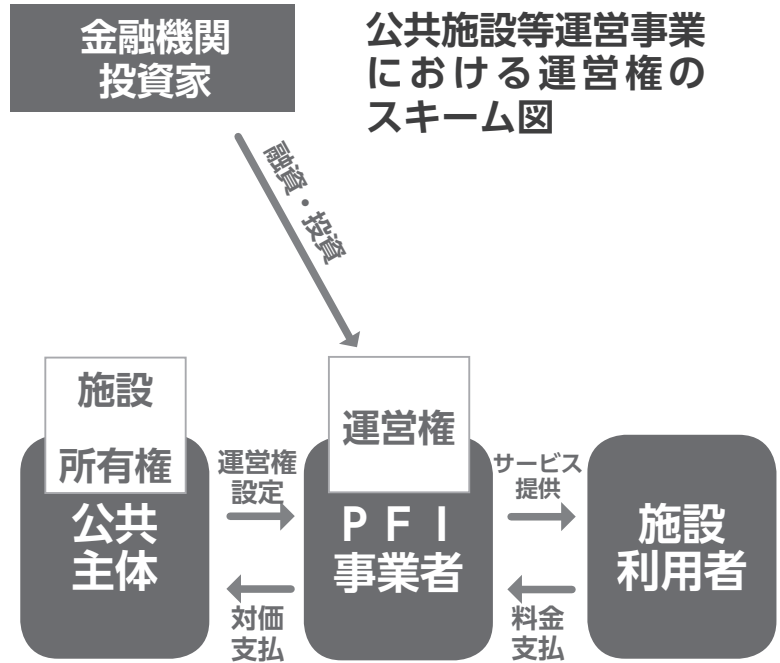 金融機関
投資家
公共施設等運営事業
における運営権の
スキーム図
融資・投資
施設
所有権
公共
主体
運営権
設定
対価
支払
運営権
ＰＦＩ
事業者
サービス
提供
料金
支払
施設
利用者